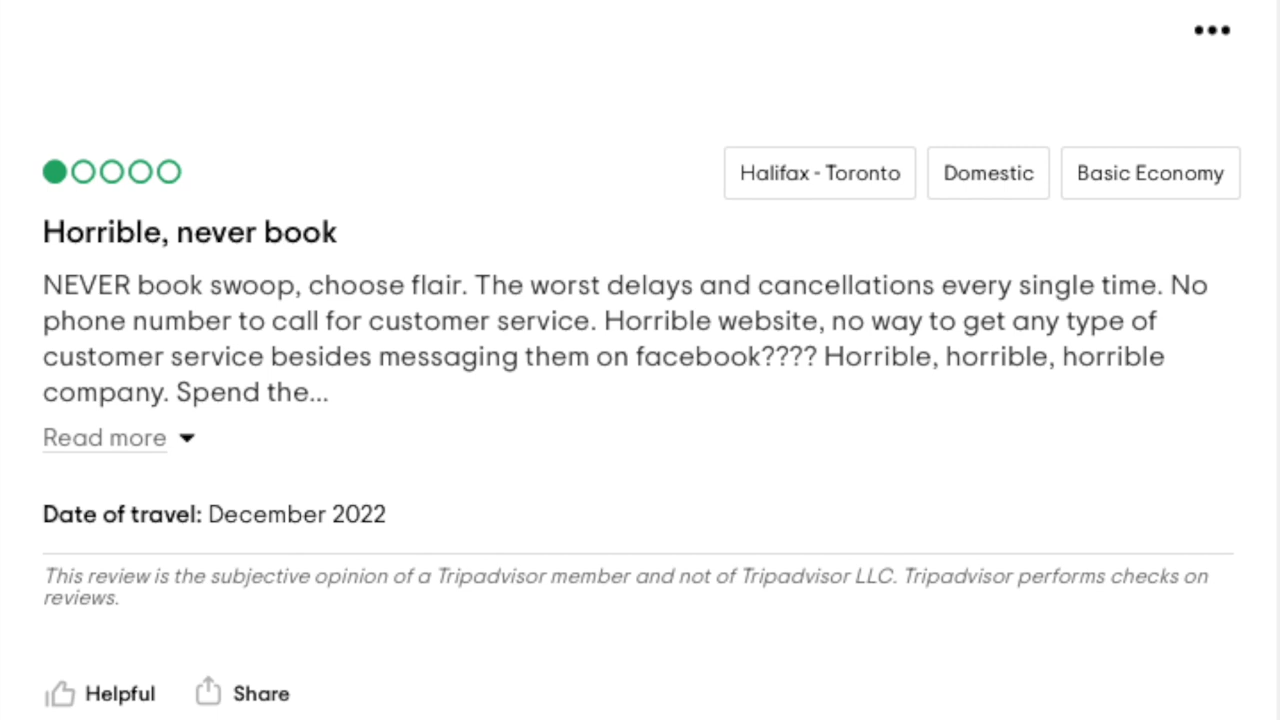 Halifax - Toronto
Domestic
Basic Economy
Horrible, never book
NEVER book swoop, choose flair. The worst delays and cancellations every single time. No
phone number to call for customer service. Horrible website, no way to get any type of
customer service besides messaging them on facebook???? Horrible, horrible, horrible
company. Spend the...
Read more
Date of travel: December 2022
This review is the subjective opinion of a Tripadvisor member and not of Tripadvisor LLC. Tripadvisor performs checks on
reviews.
Helpful
Share